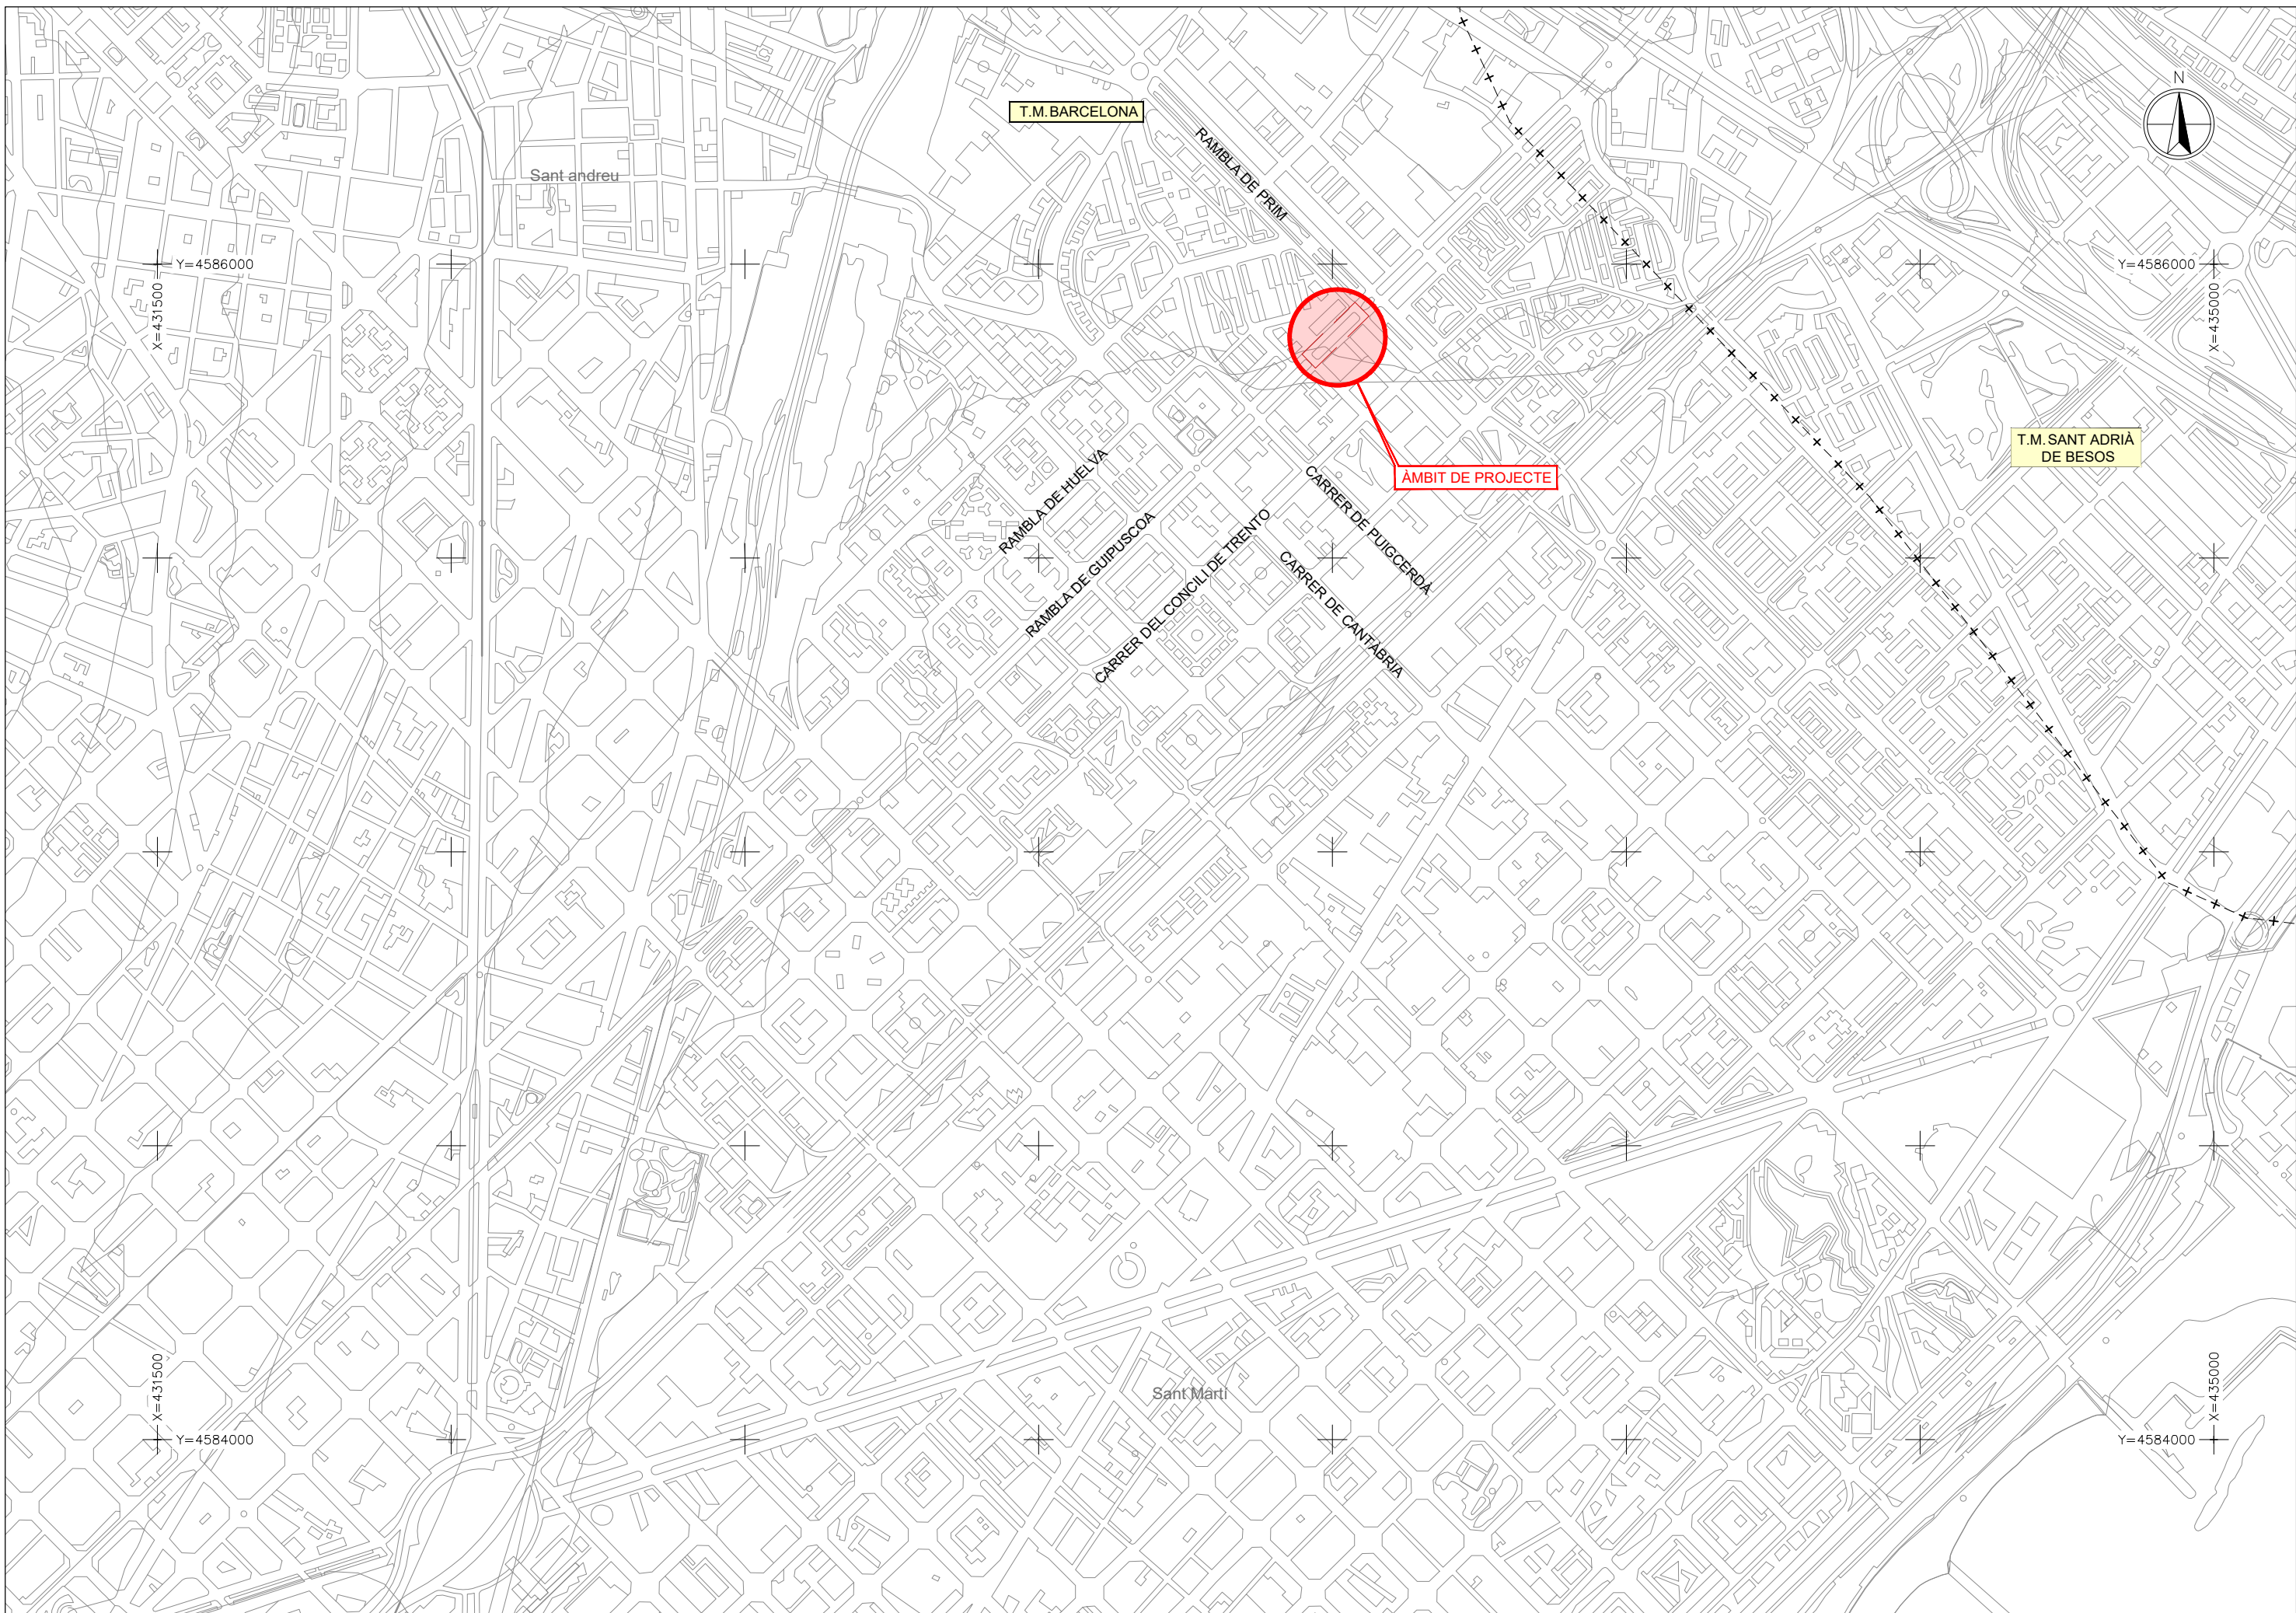 N
T.M. BARCELONA
RAMBLA DE PRIM
Sant andreu
Y=4586000
Y=4586000
X=431500
X=435000
T.M. SANT ADRIÀ
DE BESOS
ÀMBIT DE PROJECTE
RAMBLA DE HUELVA
CARRER DE PUIGCERDÀ
RAMBLA DE GUIPUSCOA
CARRER DEL CONCILI DE TRENTO
CARRER DE CANTÀBRIA
X=431500
X=435000
Sant Martí
Y=4584000
Y=4584000